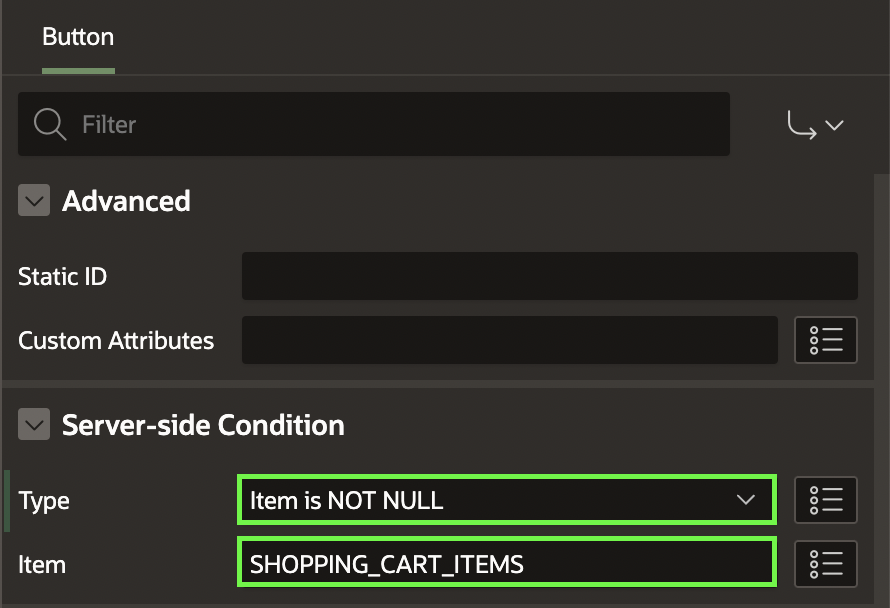 Button
Filter
Advanced
Static ID
Custom Attributes
Server-side Condition
Type Item is NOT NULL
Item SHOPPING_CART_ITEMS